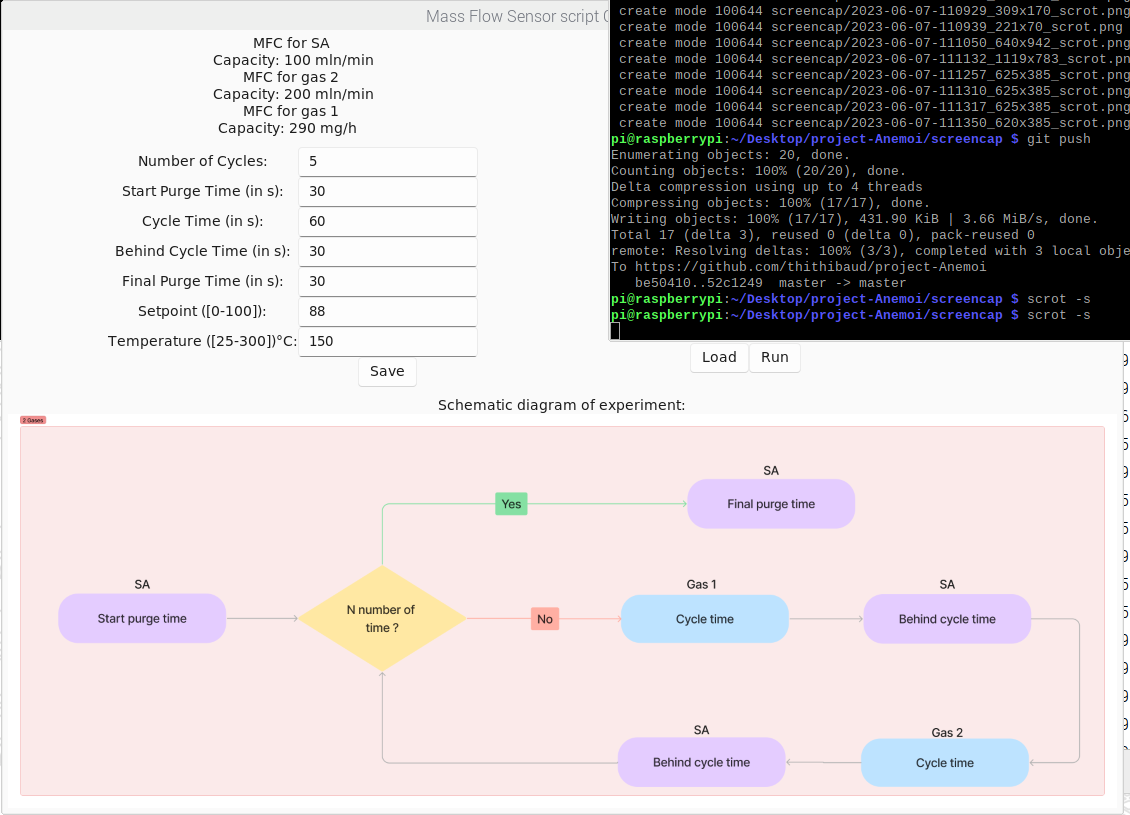 Mass Flow Sensor script
MFC for SA
Capacity: 100 mln/min
MFC for gas 2
Capacity: 200 mln/min
MFC for gas 1
Capacity: 290 mg/h
Number of Cycles: 5
Start Purge Time (in s): 30
Cycle Time (in s): 60
Behind Cycle Time (in s): 30
Final Purge Time (in s): 30
Setpoint ([0-100]): 88
Temperature ([25-300])°C: 150
Save
create mode 100644 screencap/2023-06-07-110929_309x170_scrot.png
create mode 100644 screencap/2023-06-07-110939_221x70_scrot.png
create mode 100644 screencap/2023-06-07-111050_640x942_scrot.png
create mode 100644 screencap/2023-06-07-111132_1119x783_scrot.pn
create mode 100644 screencap/2023-06-07-111257_625x385_scrot.png
create mode 100644 screencap/2023-06-07-111310_625x385_scrot.png
create mode 100644 screencap/2023-06-07-111317_625x385_scrot.png
create mode 100644 screencap/2023-06-07-111350_620x385_scrot.png
pi@raspberrypi:~/Desktop/project-Anemoi/screencap $ git push
Enumerating objects: 20, done.
Counting objects: 100% (20/20), done.
Delta compression using up to 4 threads
Compressing objects: 100% (17/17), done.
Writing objects: 100% (17/17), 431.90 KiB | 3.66 MiB/s, done.
Total 17 (delta 3), reused 0 (delta 0), pack-reused 0
remote: Resolving deltas: 100% (3/3), completed with 3 local obje
To https://github.com/thithibaud/project-Anemoi
be50410..52c1249 master -> master
pi@raspberrypi:~/Desktop/project-Anemoi/screencap $ scrot -s
pi@raspberrypi:~/Desktop/project-Anemoi/screencap $ scrot -s
Load Run
Schematic diagram of experiment:
2 Gases
SA
Yes
Final purge time
SA
Start purge time
N number of
time ?
No
Gas 1
Cycle time
SA
Behind cycle time
SA
Behind cycle time
Gas 2
Cycle time